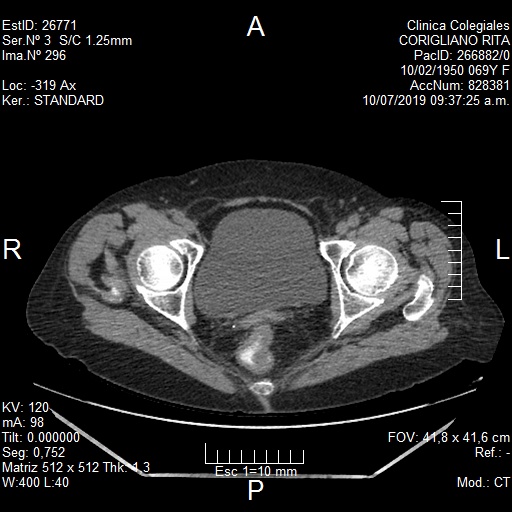 EstID: 26771
Ser.Nº 3 S/C 1.25mm
Ima.Nº 296
Loc: -319 Ax
Ker.: STANDARD
A
Clinica Colegiales
CORIGLIANO RITA
PacID: 266882/0
10/02/1950 069Y F
AccNum: 828381
10/07/2019 09:37:25 a.m.
R
L
KV: 120
mA: 98
Tilt: 0.000000
Seg: 0,752
Matriz 512 x 512 Thk: 1.3
W:400 L:40
Esc 1=10 mm
P
FOV: 41,8 x 41,6 cm
Ref.: -
Mod.: CT